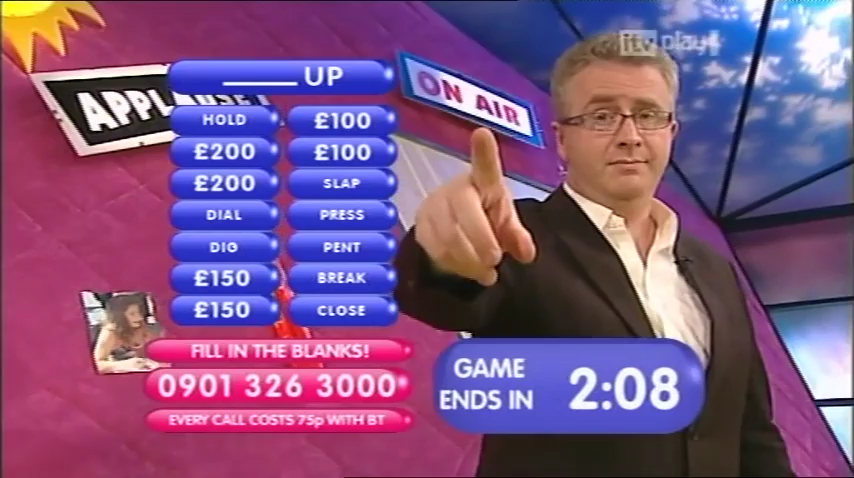 itv play
ON AIR
APPLAUSE!
______ UP
HOLD £100
£200 £100
£200 SLAP
DIAL PRESS
DIG PENT
£150 BREAK
£150 CLOSE
FILL IN THE BLANKS!
0901 326 3000
EVERY CALL COSTS 75p WITH BT
GAME
ENDS IN 2:08